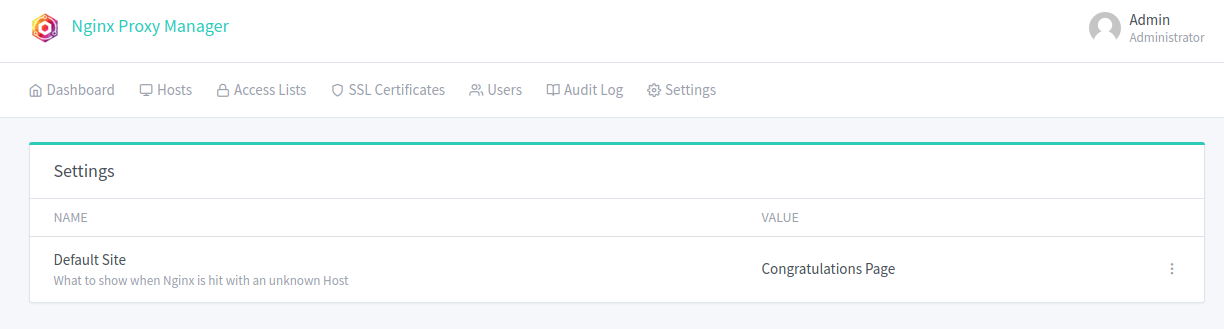 Nginx Proxy Manager
Admin
Administrator
Dashboard Hosts Access Lists SSL Certificates Users Audit Log Settings
Settings
NAME VALUE
Default Site
What to show when Nginx is hit with an unknown Host
Congratulations Page